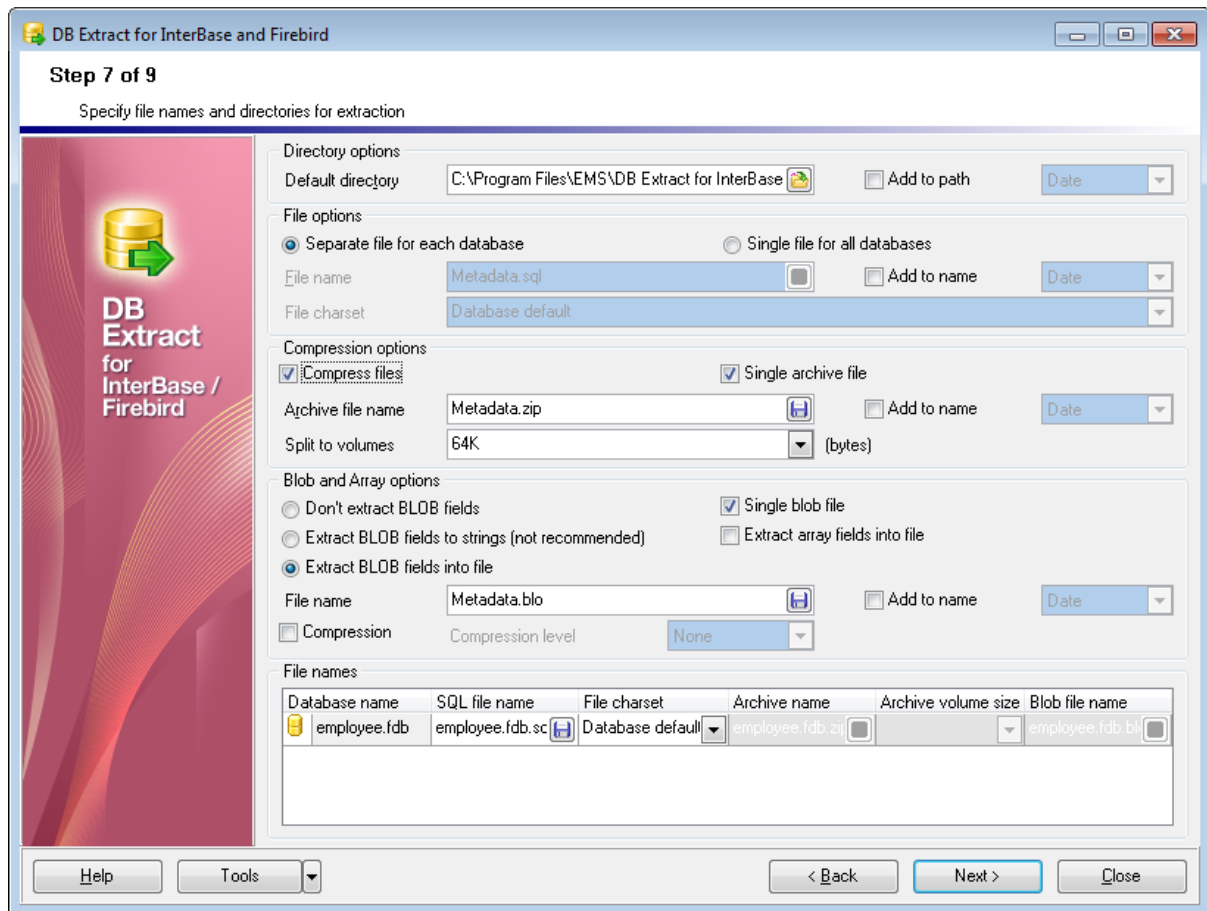 DB Extract for InterBase and Firebird
Step 7 of 9
Specify file names and directories for extraction
DB
Extract
for
InterBase /
Firebird
Directory options
Default directory C:\Program Files\EMS\DB Extract for InterBase Add to path Date
File options
Separate file for each database Single file for all databases
File name Metadata.sql Add to name Date
File charset Database default
Compression options
Compress files Single archive file
Archive file name Metadata.zip Add to name Date
Split to volumes 64K (bytes)
Blob and Array options
Don't extract BLOB fields Single blob file
Extract BLOB fields to strings (not recommended) Extract array fields into file
Extract BLOB fields into file
File name Metadata.blo Add to name Date
Compression Compression level None
File names
Database name SQL file name File charset Archive name Archive volume size Blob file name
employee.fdb employee.fdb.sc Database default employee.fdb.zip employee.fdb.bl
Help Tools < Back Next > Close